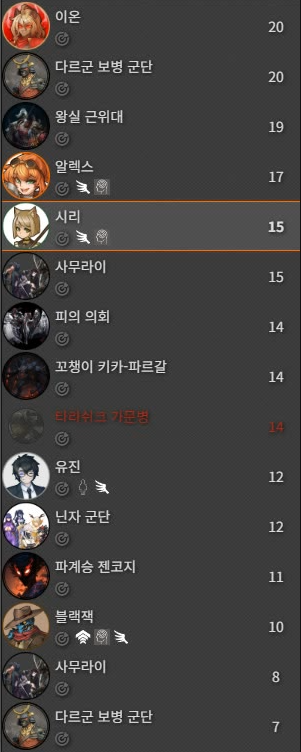 이온 20
다르군 보병 군단 20
왕실 근위대 19
알렉스 17
시리 15
사무라이 15
피의 의회 14
꼬챙이 키카-파르갈 14
티라쉬크 기문병 14
유진 12
닌자 군단 12
파계승 젠코지 11
블랙잭 10
사무라이 8
다르군 보병 군단 7